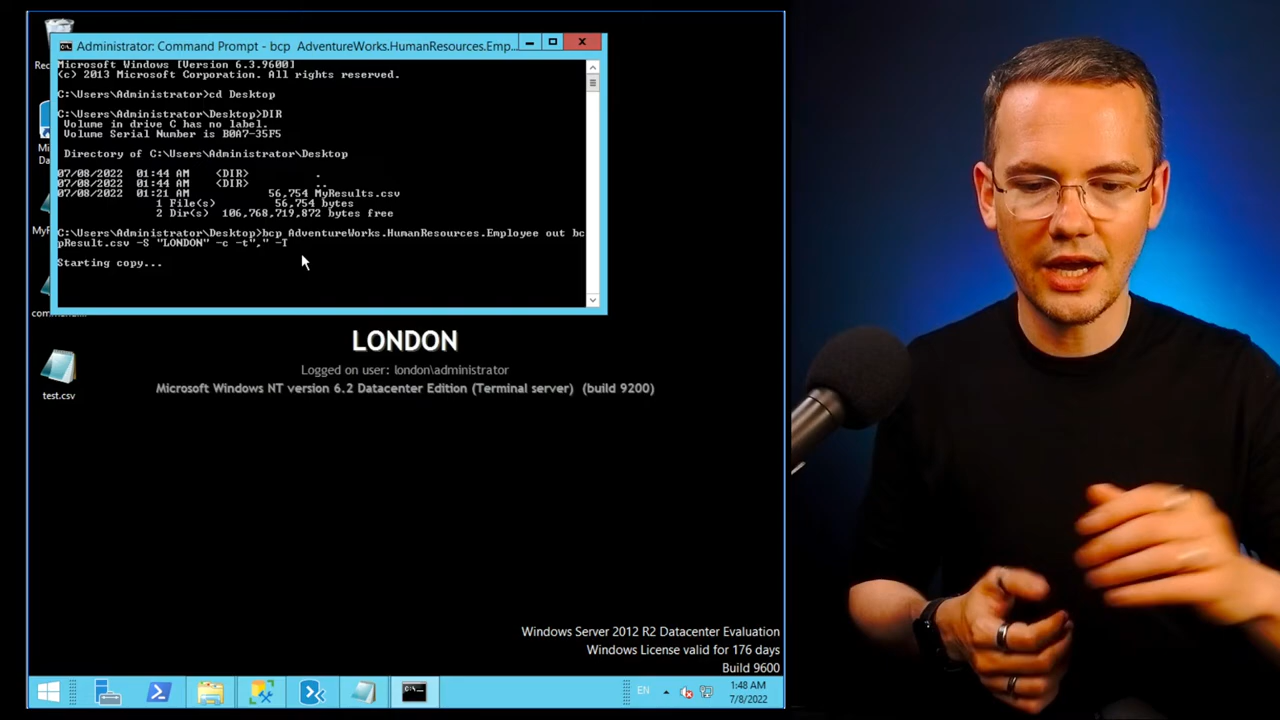 Administrator: Command Prompt - bcp AdventureWorks.HumanResources.Emp...
Microsoft Windows [Version 6.3.9600]
(c) 2013 Microsoft Corporation. All rights reserved.
C:\Users\Administrator>cd Desktop
C:\Users\Administrator\Desktop>DIR
Volume in drive C has no label.
Volume Serial Number is B0A7-35F5
Directory of C:\Users\Administrator\Desktop
07/08/2022 01:44 AM <DIR> .
07/08/2022 01:44 AM <DIR> ..
07/08/2022 01:21 AM 56,754 MyResults.csv
1 File(s) 56,754 bytes
2 Dir(s) 106,768,719,872 bytes free
C:\Users\Administrator\Desktop>bcp AdventureWorks.HumanResources.Employee out bc
pResult.csv -S "LONDON" -c -t"," -T
Starting copy...
test.csv
LONDON
Logged on user: london\administrator
Microsoft Windows NT version 6.2 Datacenter Edition (Terminal server) (build 9200)
Windows Server 2012 R2 Datacenter Evaluation
Windows License valid for 176 days
Build 9600
EN
1:48 AM
7/8/2022